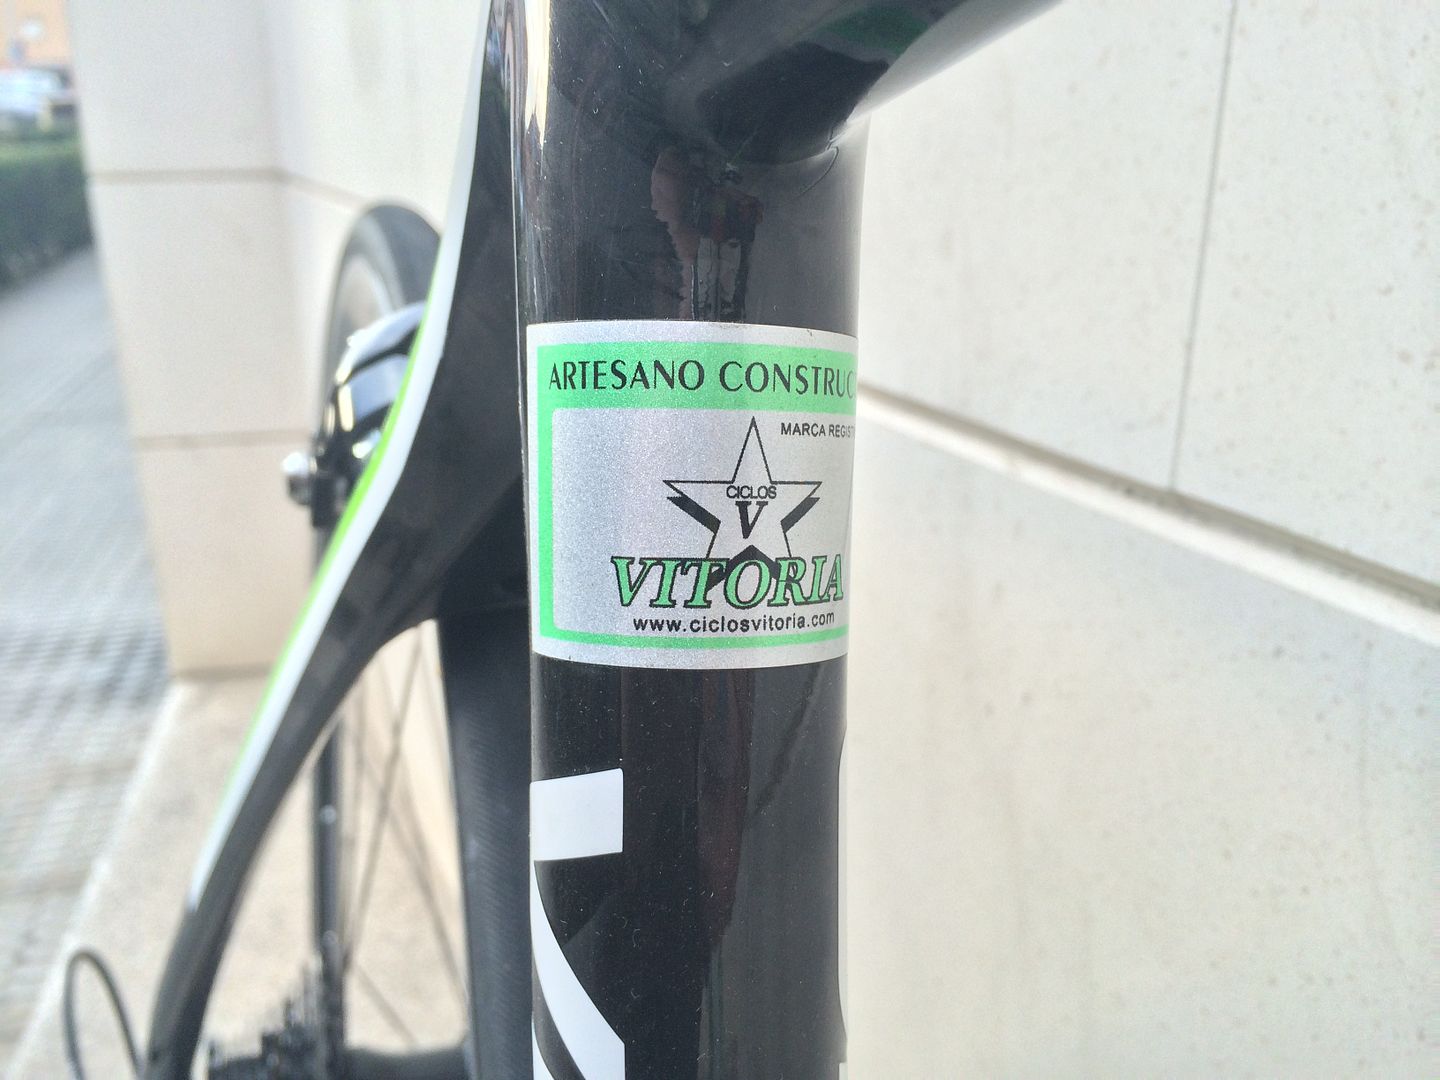 ARTESANO CONSTRUC
MARCA REGIST
CICLOS
V
VITORIA
www.ciclosvitoria.com